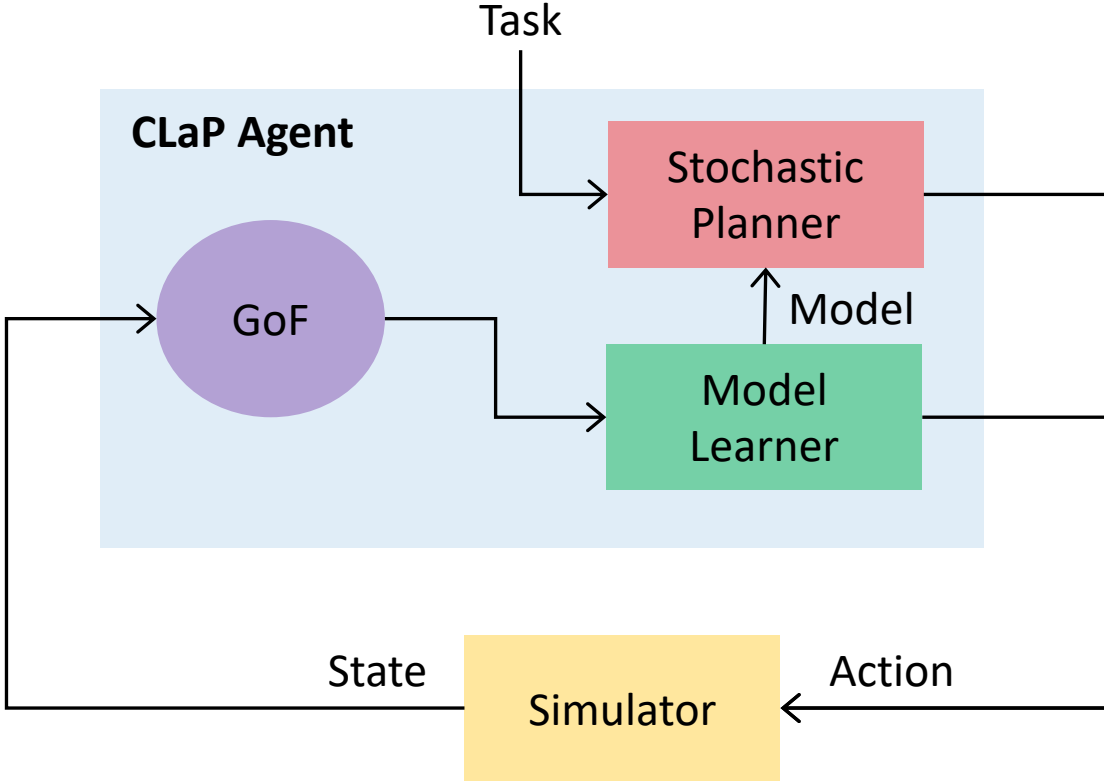 Task
CLaP Agent
Stochastic
Planner
GoF
Model
Model
Learner
State
Action
Simulator